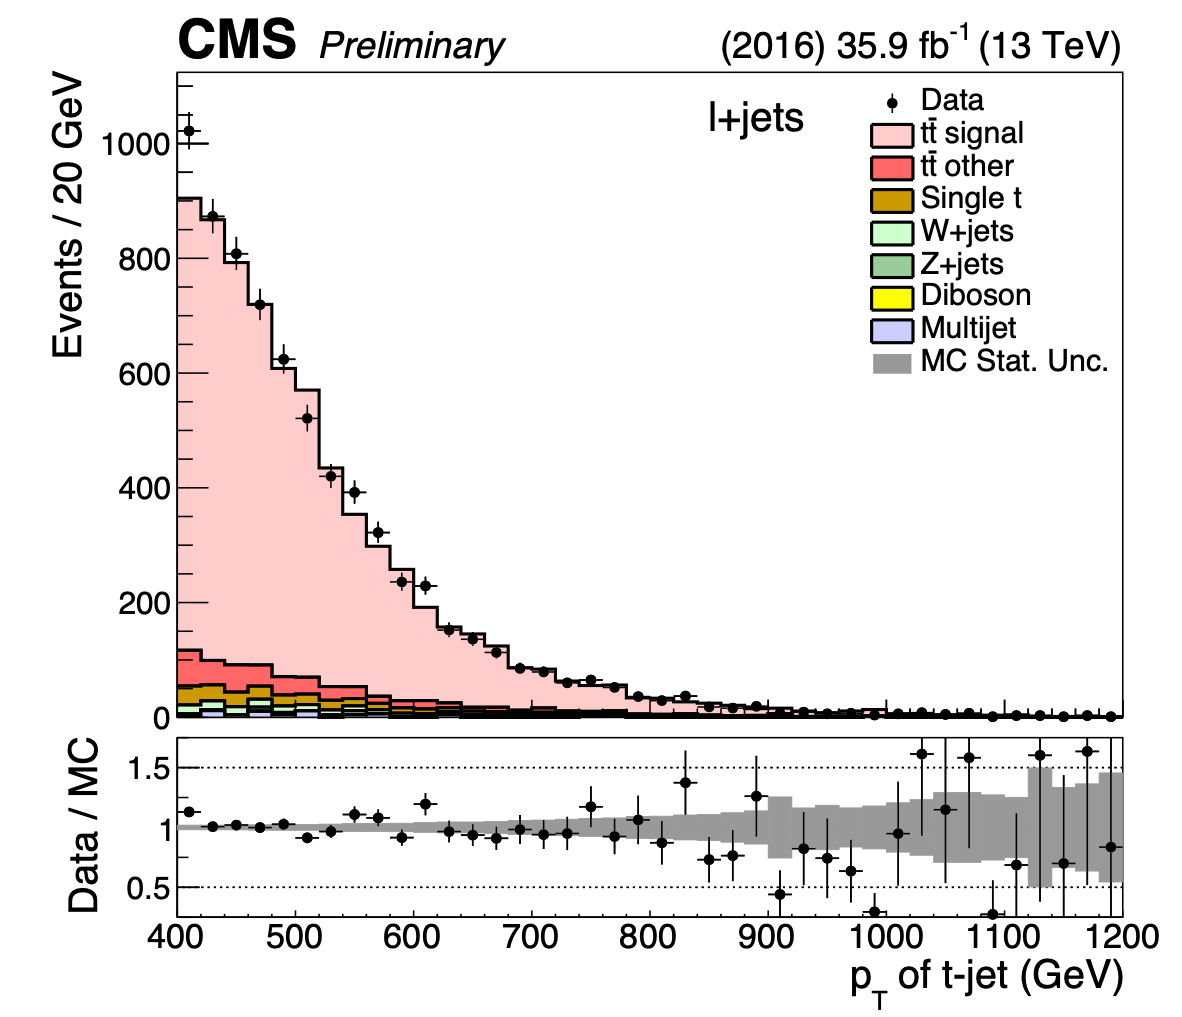 CMS Preliminary (2016) 35.9 fb⁻¹ (13 TeV)
Events / 20 GeV
l+jets
Data
tt̄ signal
tt̄ other
Single t
W+jets
Z+jets
Diboson
Multijet
MC Stat. Unc.
1000
800
600
400
200
0
Data / MC
1.5
1
0.5
400 500 600 700 800 900 1000 1100 1200
p_T of t-jet (GeV)